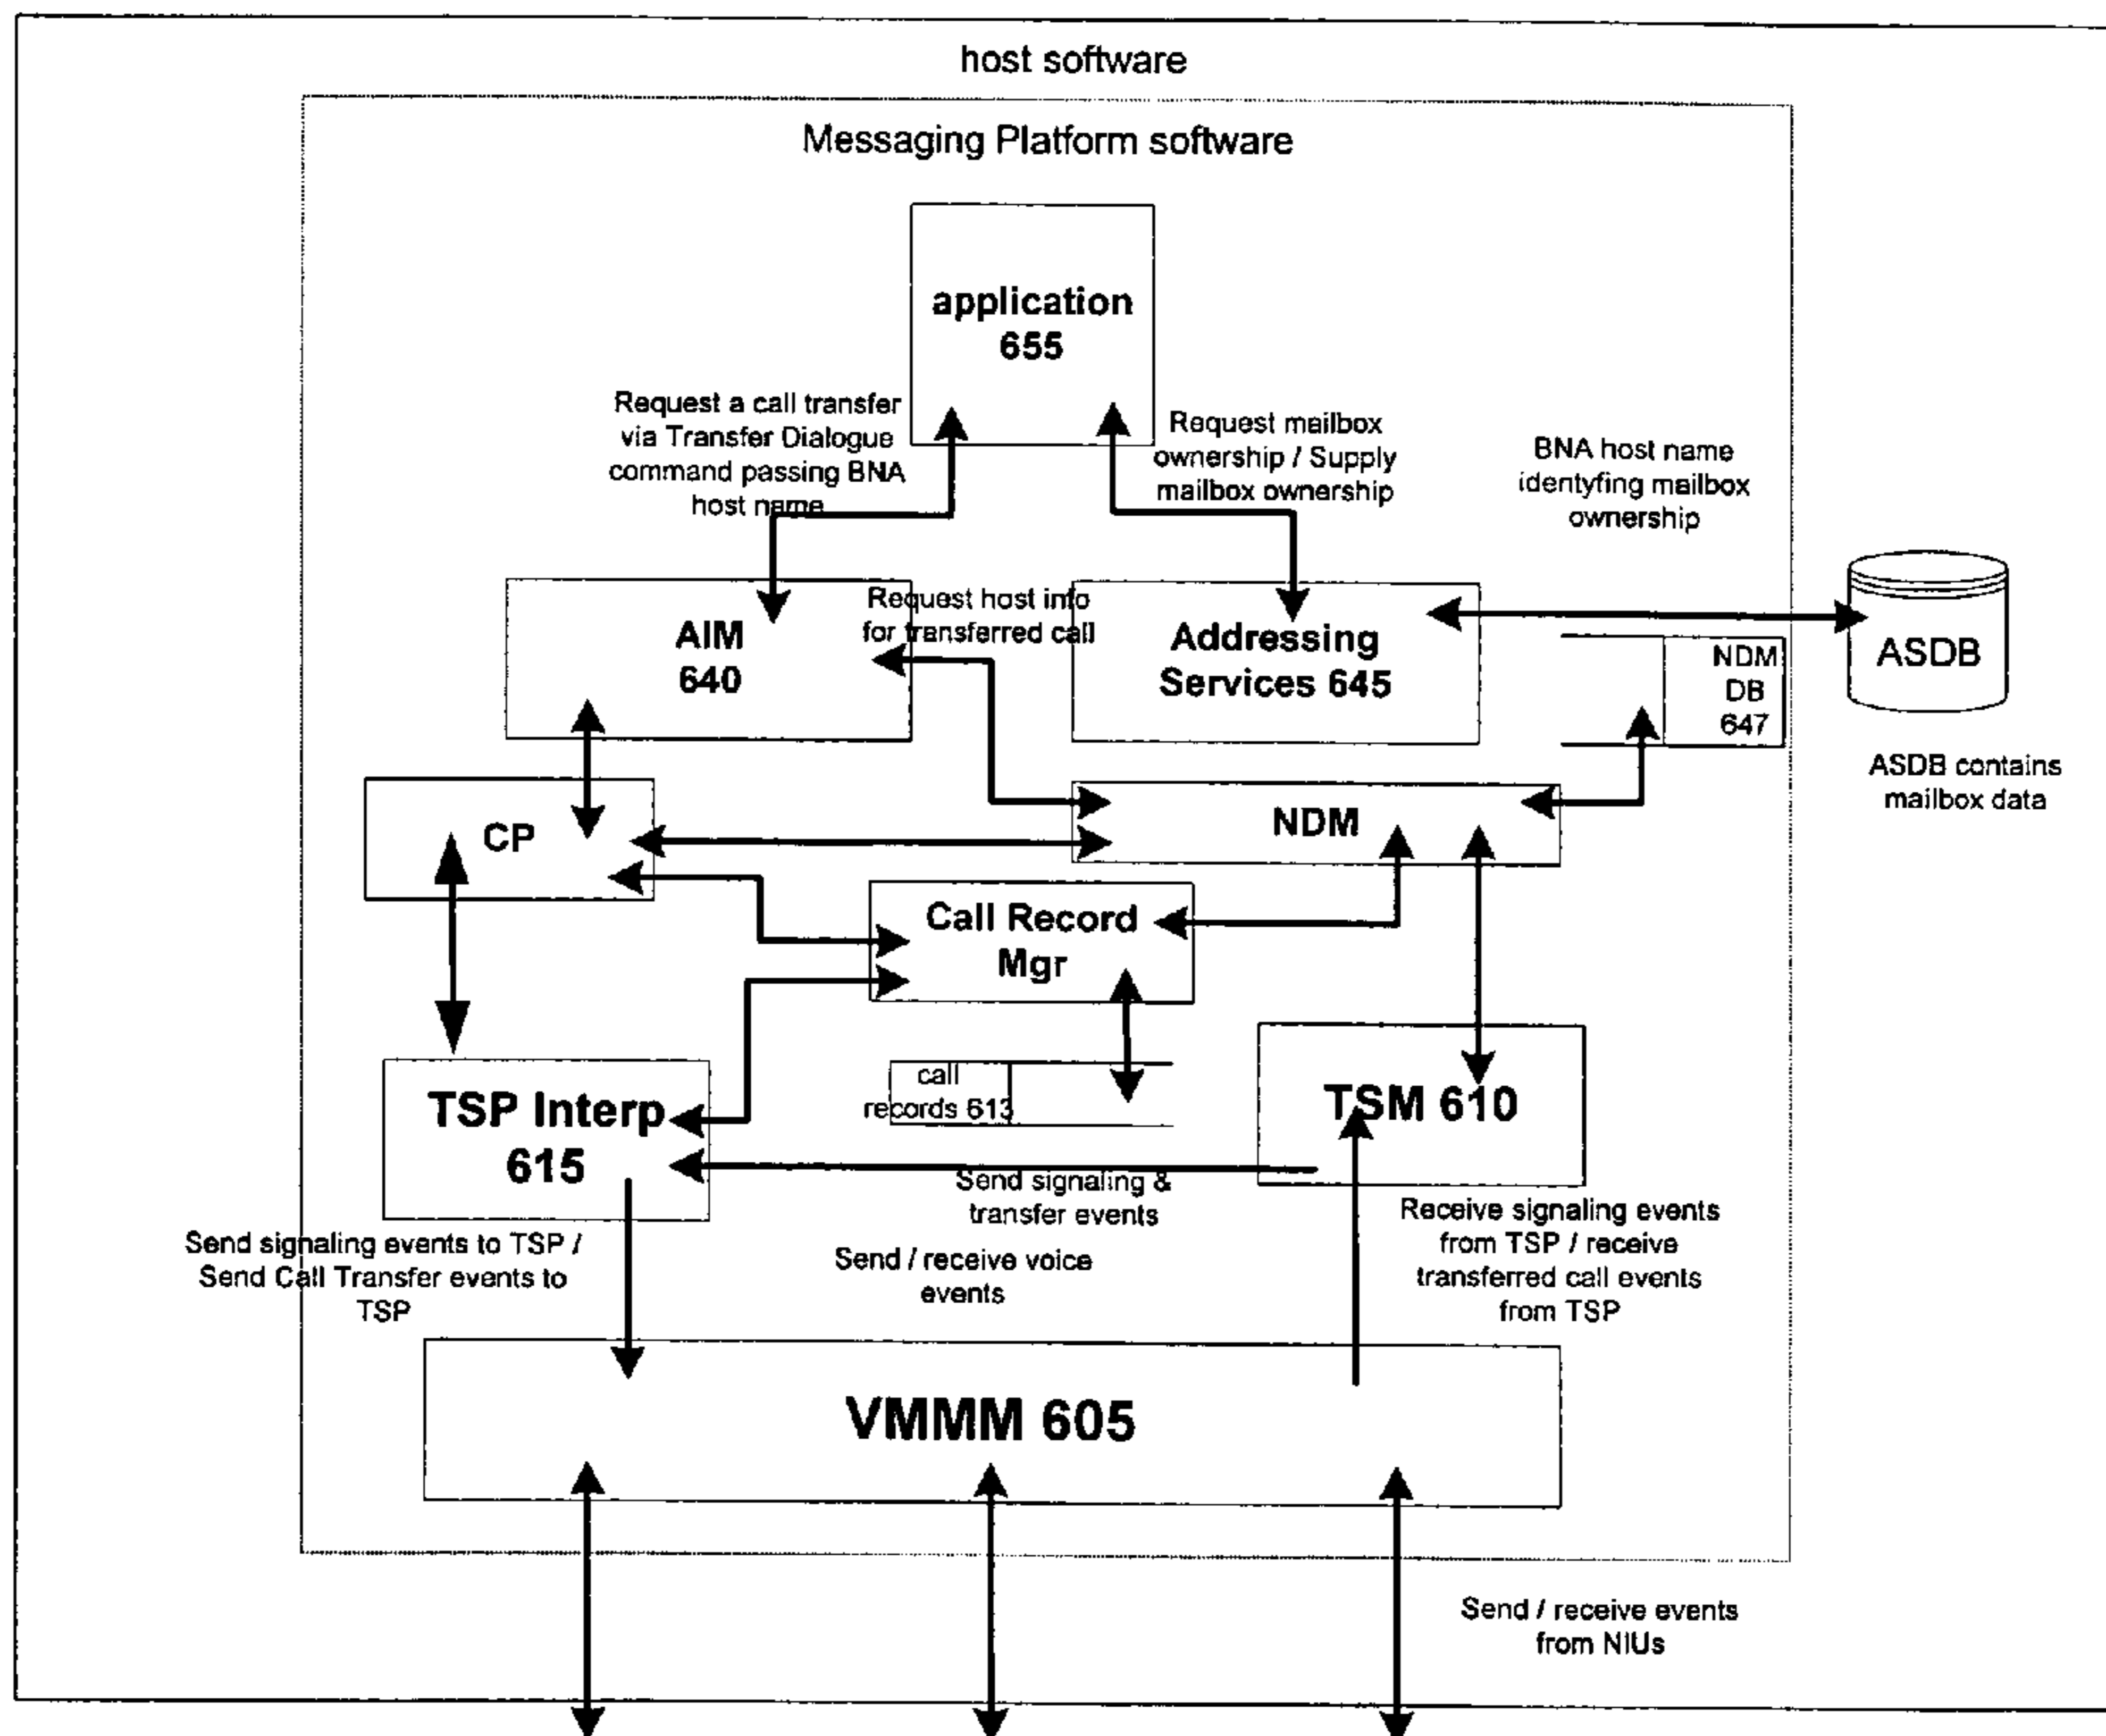 host software
Messaging Platform software
application
655
Request a call transfer
via Transfer Dialogue
command passing BNA
host name
Request mailbox
ownership / Supply
mailbox ownership
BNA host name
identyfing mailbox
ownership
AIM
640
Request host info
for transferred call
Addressing
Services 645
NDM
DB
647
ASDB
ASDB contains
mailbox data
CP
NDM
Call Record
Mgr
TSP Interp
615
call
records 613
TSM 610
Send signaling &
transfer events
Send signaling events to TSP /
Send Call Transfer events to
TSP
Send / receive voice
events
Receive signaling events
from TSP / receive
transferred call events
from TSP
VMMM 605
Send / receive events
from NIUs